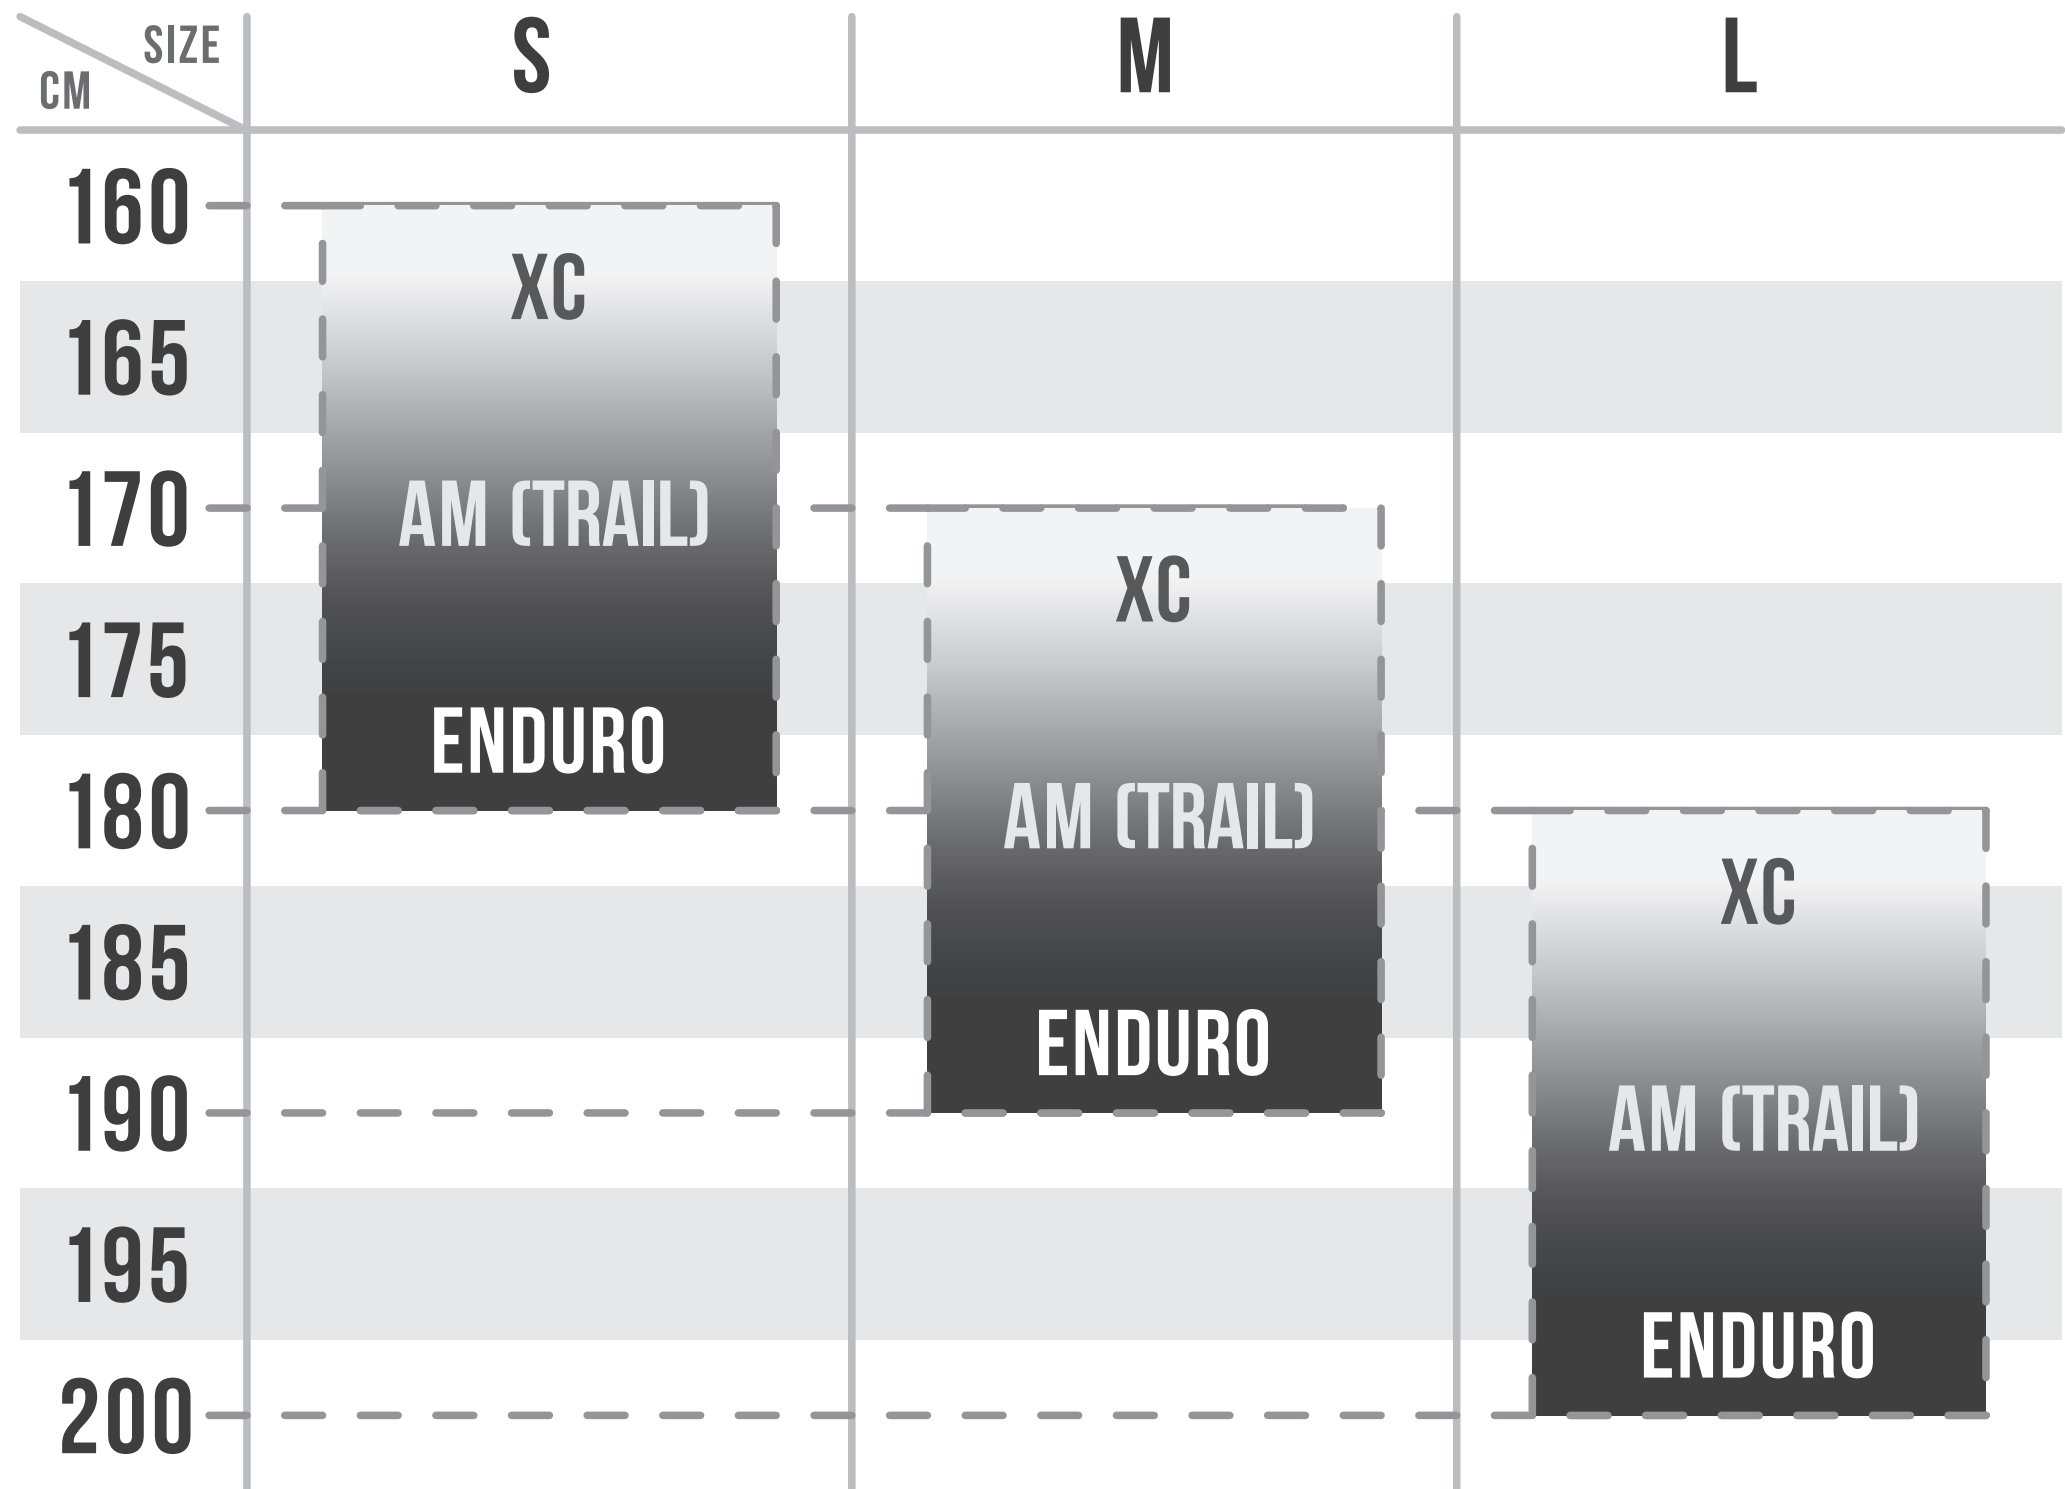 SIZE
CM
S M L
160
XC
165
170 AM (TRAIL)
XC
175
ENDURO
180 AM (TRAIL)
XC
185
ENDURO
190 AM (TRAIL)
195
ENDURO
200